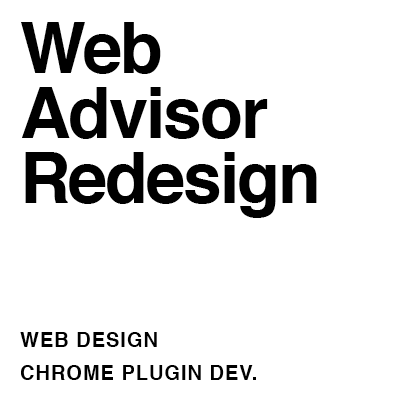 Web
Advisor
Redesign
WEB DESIGN
CHROME PLUGIN DEV.